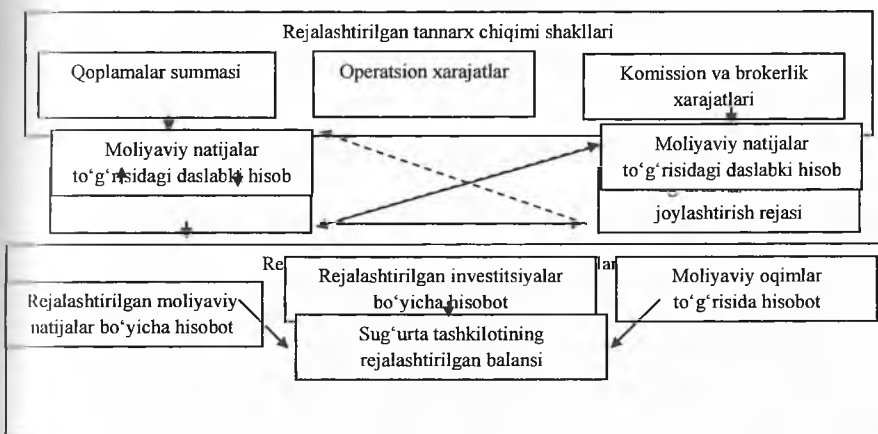 Rejalashtirilgan tannarx chiqimi shakllari
Qoplamalar summasi
Operatsion xarajatlar
Komission va brokerlik
xarajatlari
Moliyaviy natijalar
to‘g‘risidagi daslabki hisob
Moliyaviy natijalar
to‘g‘risidagi daslabki hisob
joylashtirish rejasi
Rejalashtirilgan moliyaviy
natijalar bo‘yicha hisobot
Rejalashtirilgan investitsiyalar
bo‘yicha hisobot
Moliyaviy oqimlar
to‘g‘risida hisobot
Sug‘urta tashkilotining
rejalashtirilgan balansi